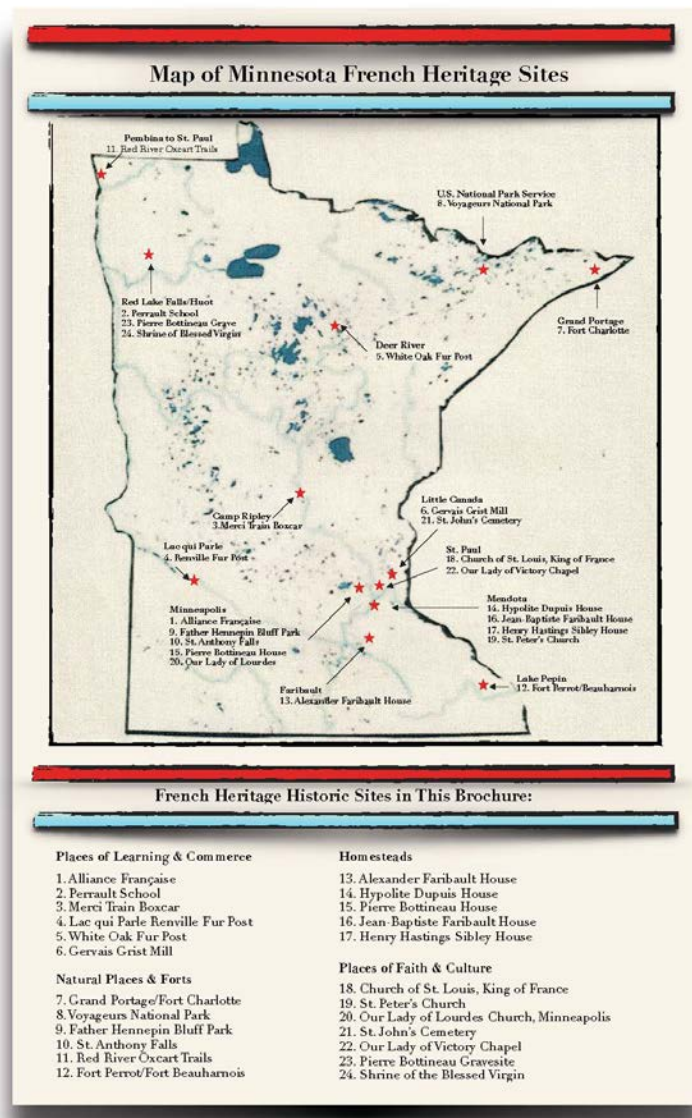 Map of Minnesota French Heritage Sites
Pembina to St. Paul
11. Red River Oxcart Trails
U.S. National Park Service
8. Voyageurs National Park
Red Lake Falls/Huot
2. Perrault School
23. Pierre Bottineau Grave
24. Shrine of Blessed Virgin
Grand Portage
7. Fort Charlotte
Deer River
5. White Oak Fur Post
Camp Ripley
3. Merci Train Boxcar
Little Canada
6. Gervais Grist Mill
21. St. John's Cemetery
Lac qui Parle
4. Renville Fur Post
St. Paul
18. Church of St. Louis, King of France
22. Our Lady of Victory Chapel
Minneapolis
1. Alliance Française
9. Father Hennepin Bluff Park
10. St. Anthony Falls
15. Pierre Bottineau House
20. Our Lady of Lourdes
Mendota
14. Hypolite Dupuis House
16. Jean-Baptiste Faribault House
17. Henry Hastings Sibley House
19. St. Peter's Church
Faribault
13. Alexander Faribault House
Lake Pepin
12. Fort Perrot/Beauharnois
French Heritage Historic Sites in This Brochure:
Places of Learning & Commerce
1. Alliance Française
2. Perrault School
3. Merci Train Boxcar
4. Lac qui Parle Renville Fur Post
5. White Oak Fur Post
6. Gervais Grist Mill
Natural Places & Forts
7. Grand Portage/Fort Charlotte
8. Voyageurs National Park
9. Father Hennepin Bluff Park
10. St. Anthony Falls
11. Red River Oxcart Trails
12. Fort Perrot/Fort Beauharnois
Homesteads
13. Alexander Faribault House
14. Hypolite Dupuis House
15. Pierre Bottineau House
16. Jean-Baptiste Faribault House
17. Henry Hastings Sibley House
Places of Faith & Culture
18. Church of St. Louis, King of France
19. St. Peter's Church
20. Our Lady of Lourdes Church, Minneapolis
21. St. John's Cemetery
22. Our Lady of Victory Chapel
23. Pierre Bottineau Gravesite
24. Shrine of the Blessed Virgin